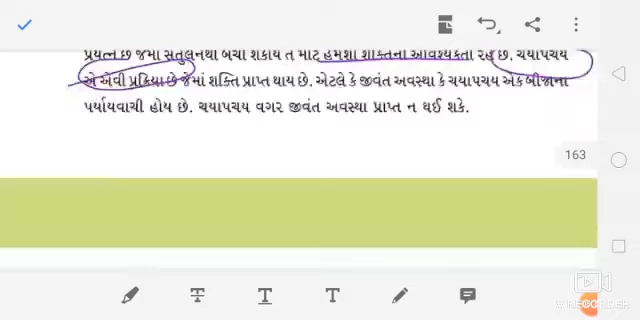 પ્રયત્ન છે જેમાં સંતુલનથી બચી શકાય તે માટે હંમેશાં શક્તિની આવશ્યકતા રહે છે. ચયાપચય
એ એવી પ્રક્રિયા છે જેમાં શક્તિ પ્રાપ્ત થાય છે. એટલે કે જીવંત અવસ્થા કે ચયાપચય એકબીજાના
પર્યાયવાચી હોય છે. ચયાપચય વગર જીવંત અવસ્થા પ્રાપ્ત ન થઈ શકે.
163